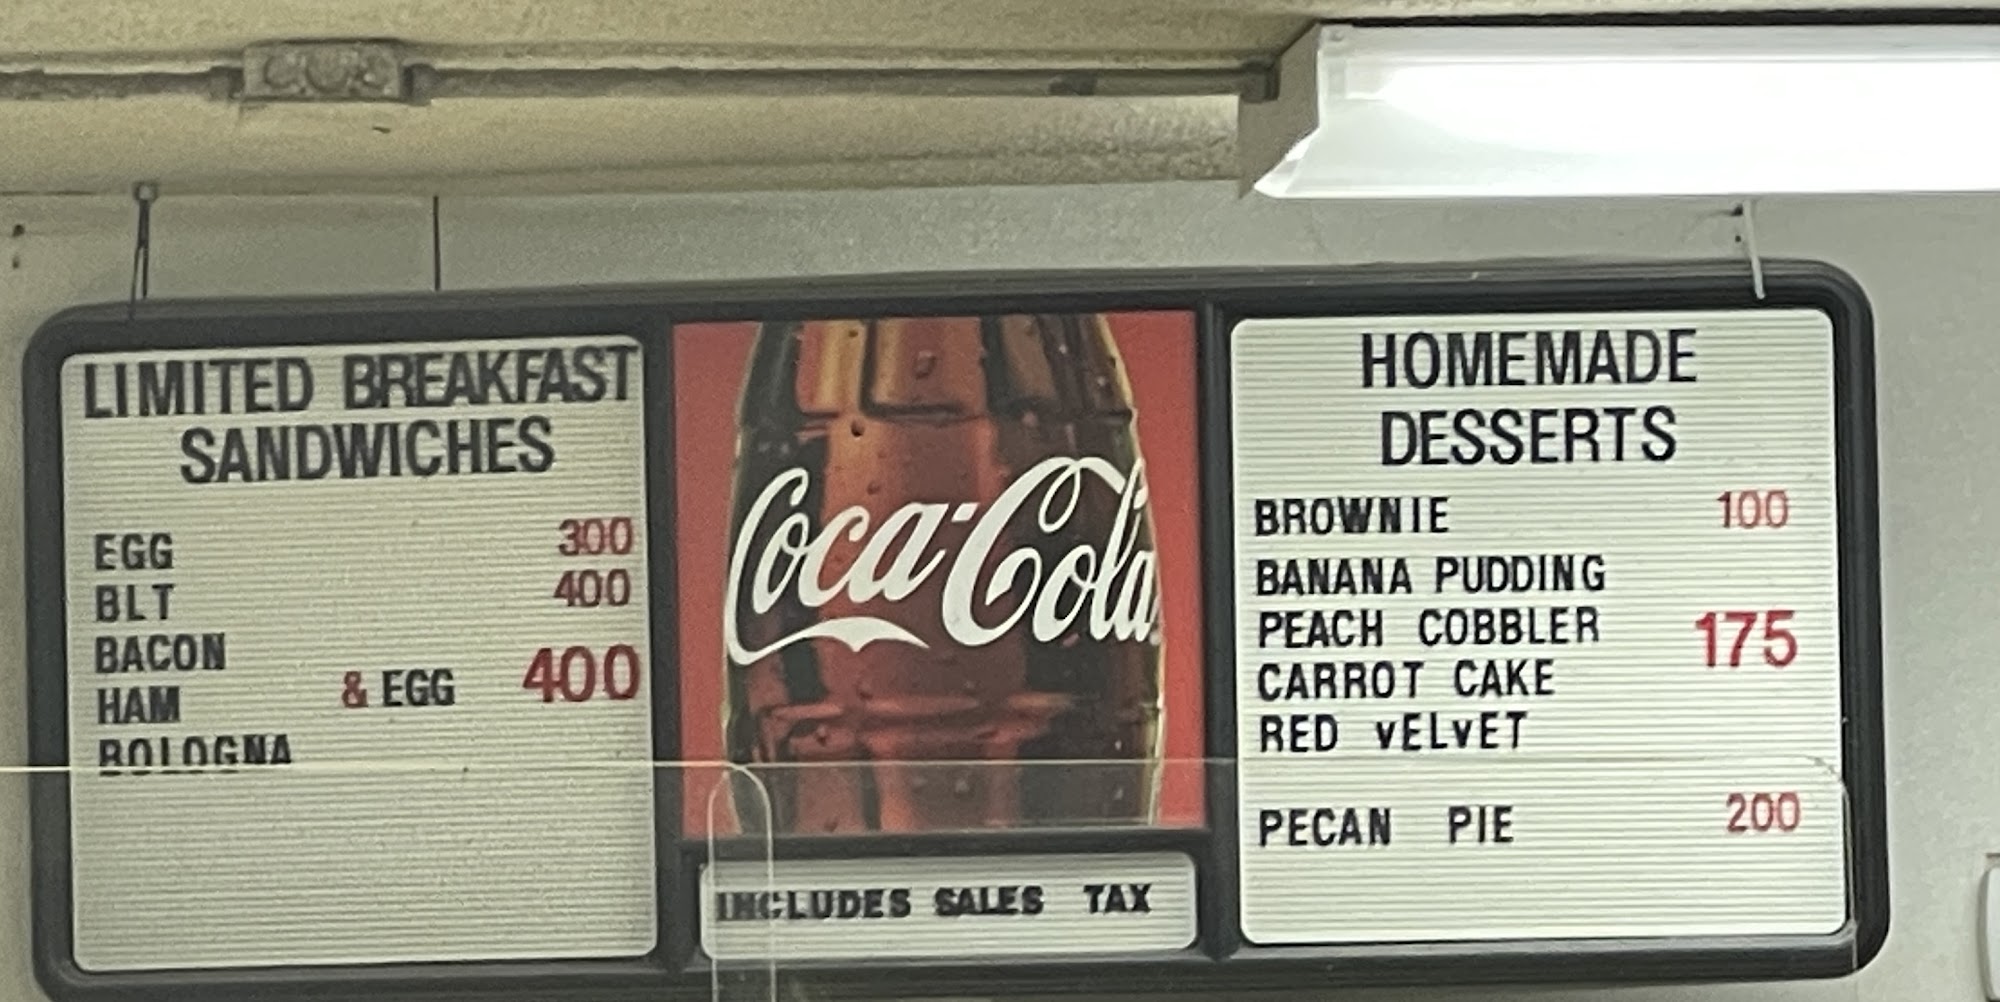 LIMITED BREAKFAST
SANDWICHES
EGG 300
BLT 400
BACON
HAM & EGG 400
BOLOGNA
Coca-Cola
INCLUDES SALES TAX
HOMEMADE
DESSERTS
BROWNIE 100
BANANA PUDDING
PEACH COBBLER 175
CARROT CAKE
RED vELvET
PECAN PIE 200